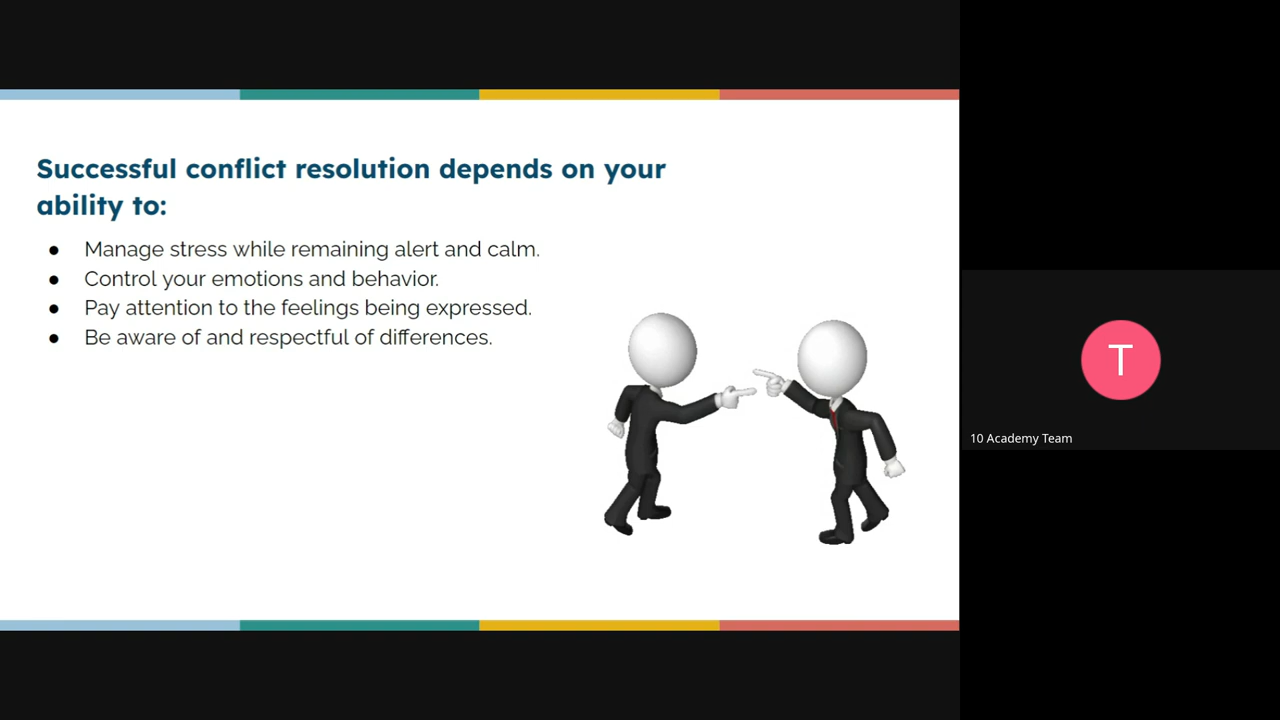 Successful conflict resolution depends on your
ability to:
● Manage stress while remaining alert and calm.
● Control your emotions and behavior.
● Pay attention to the feelings being expressed.
● Be aware of and respectful of differences.
T
10 Academy Team